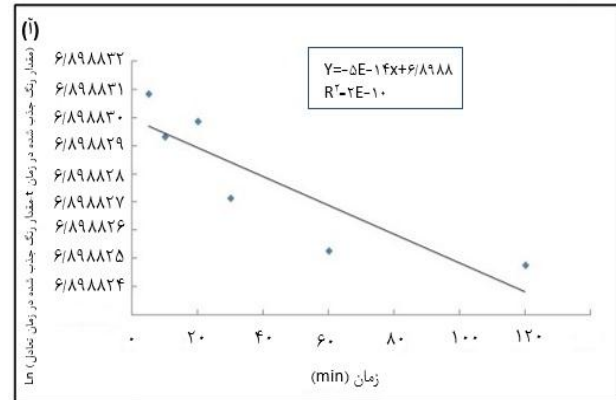 (آ)
Ln (مقدار رنگ جذب شده در زمان t-مقدار رنگ جذب شده در زمان تعادل)
۶/۸۹۸۸۳۲
۶/۸۹۸۸۳۱
۶/۸۹۸۸۳۰
۶/۸۹۸۸۲۹
۶/۸۹۸۸۲۸
۶/۸۹۸۸۲۷
۶/۸۹۸۸۲۶
۶/۸۹۸۸۲۵
۶/۸۹۸۸۲۴
Y=-۵E-۱۴x+۶/۸۹۸۸
R۲-۲E-۱۰
۰ ۲۰ ۴۰ ۶۰ ۸۰ ۱۰۰ ۱۲۰
زمان (min)